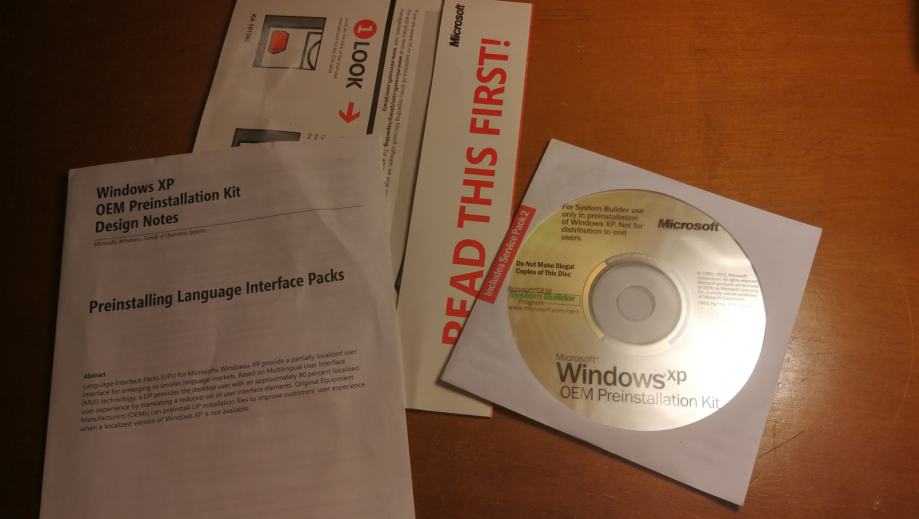 Windows XP
OEM Preinstallation Kit
Design Notes
Microsoft® Windows® Family of Operating Systems
Preinstalling Language Interface Packs
Abstract
Language Interface Packs (LIPs) for Microsoft® Windows® XP provide a partially localized user
interface for emerging or smaller language markets. Based on Multilingual User Interface
(MUI) technology, a LIP provides the desktop user with an approximately 80 percent localized
user experience by translating a reduced set of user interface elements. Original Equipment
Manufacturers (OEMs) can preinstall LIP installation files to improve customers' user experience
when a localized version of Windows XP is not available.
1 LOOK
Microsoft
READ THIS FIRST!
Includes Service Pack 2
For System Builder use
only in preinstallation
of Windows XP. Not for
distribution to end
users.
Microsoft
Do Not Make Illegal
Copies of This Disc
Microsoft® OEM
System Builder
Program
www.microsoft.com/oem
Microsoft®
Windows xp
OEM Preinstallation Kit